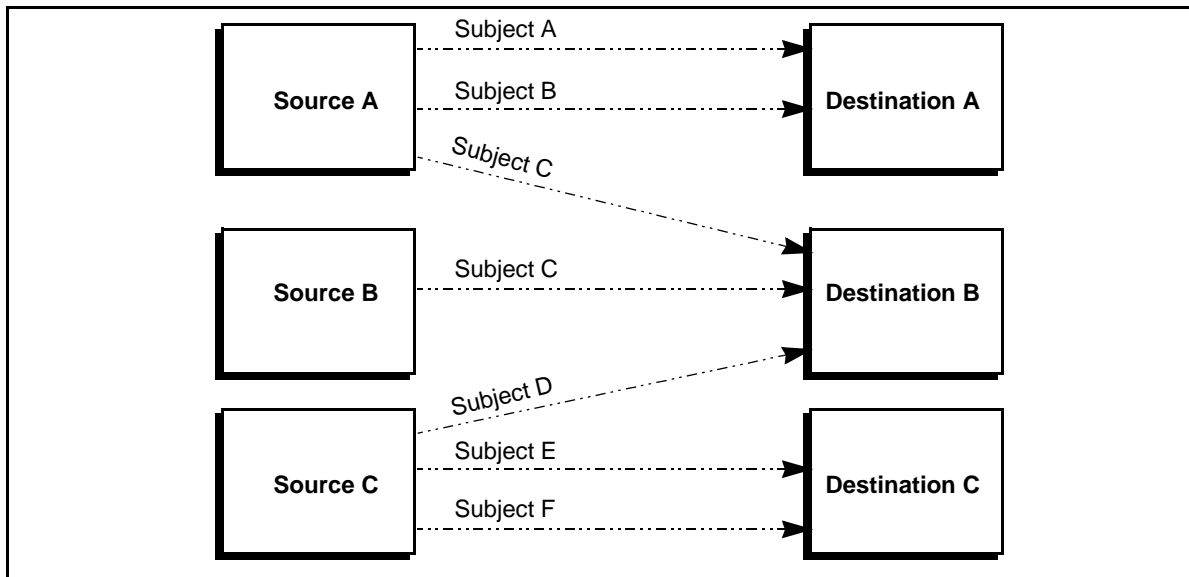 Subject A
Source A
Destination A
Subject B
Subject C
Source B
Subject C
Destination B
Subject D
Source C
Subject E
Destination C
Subject F